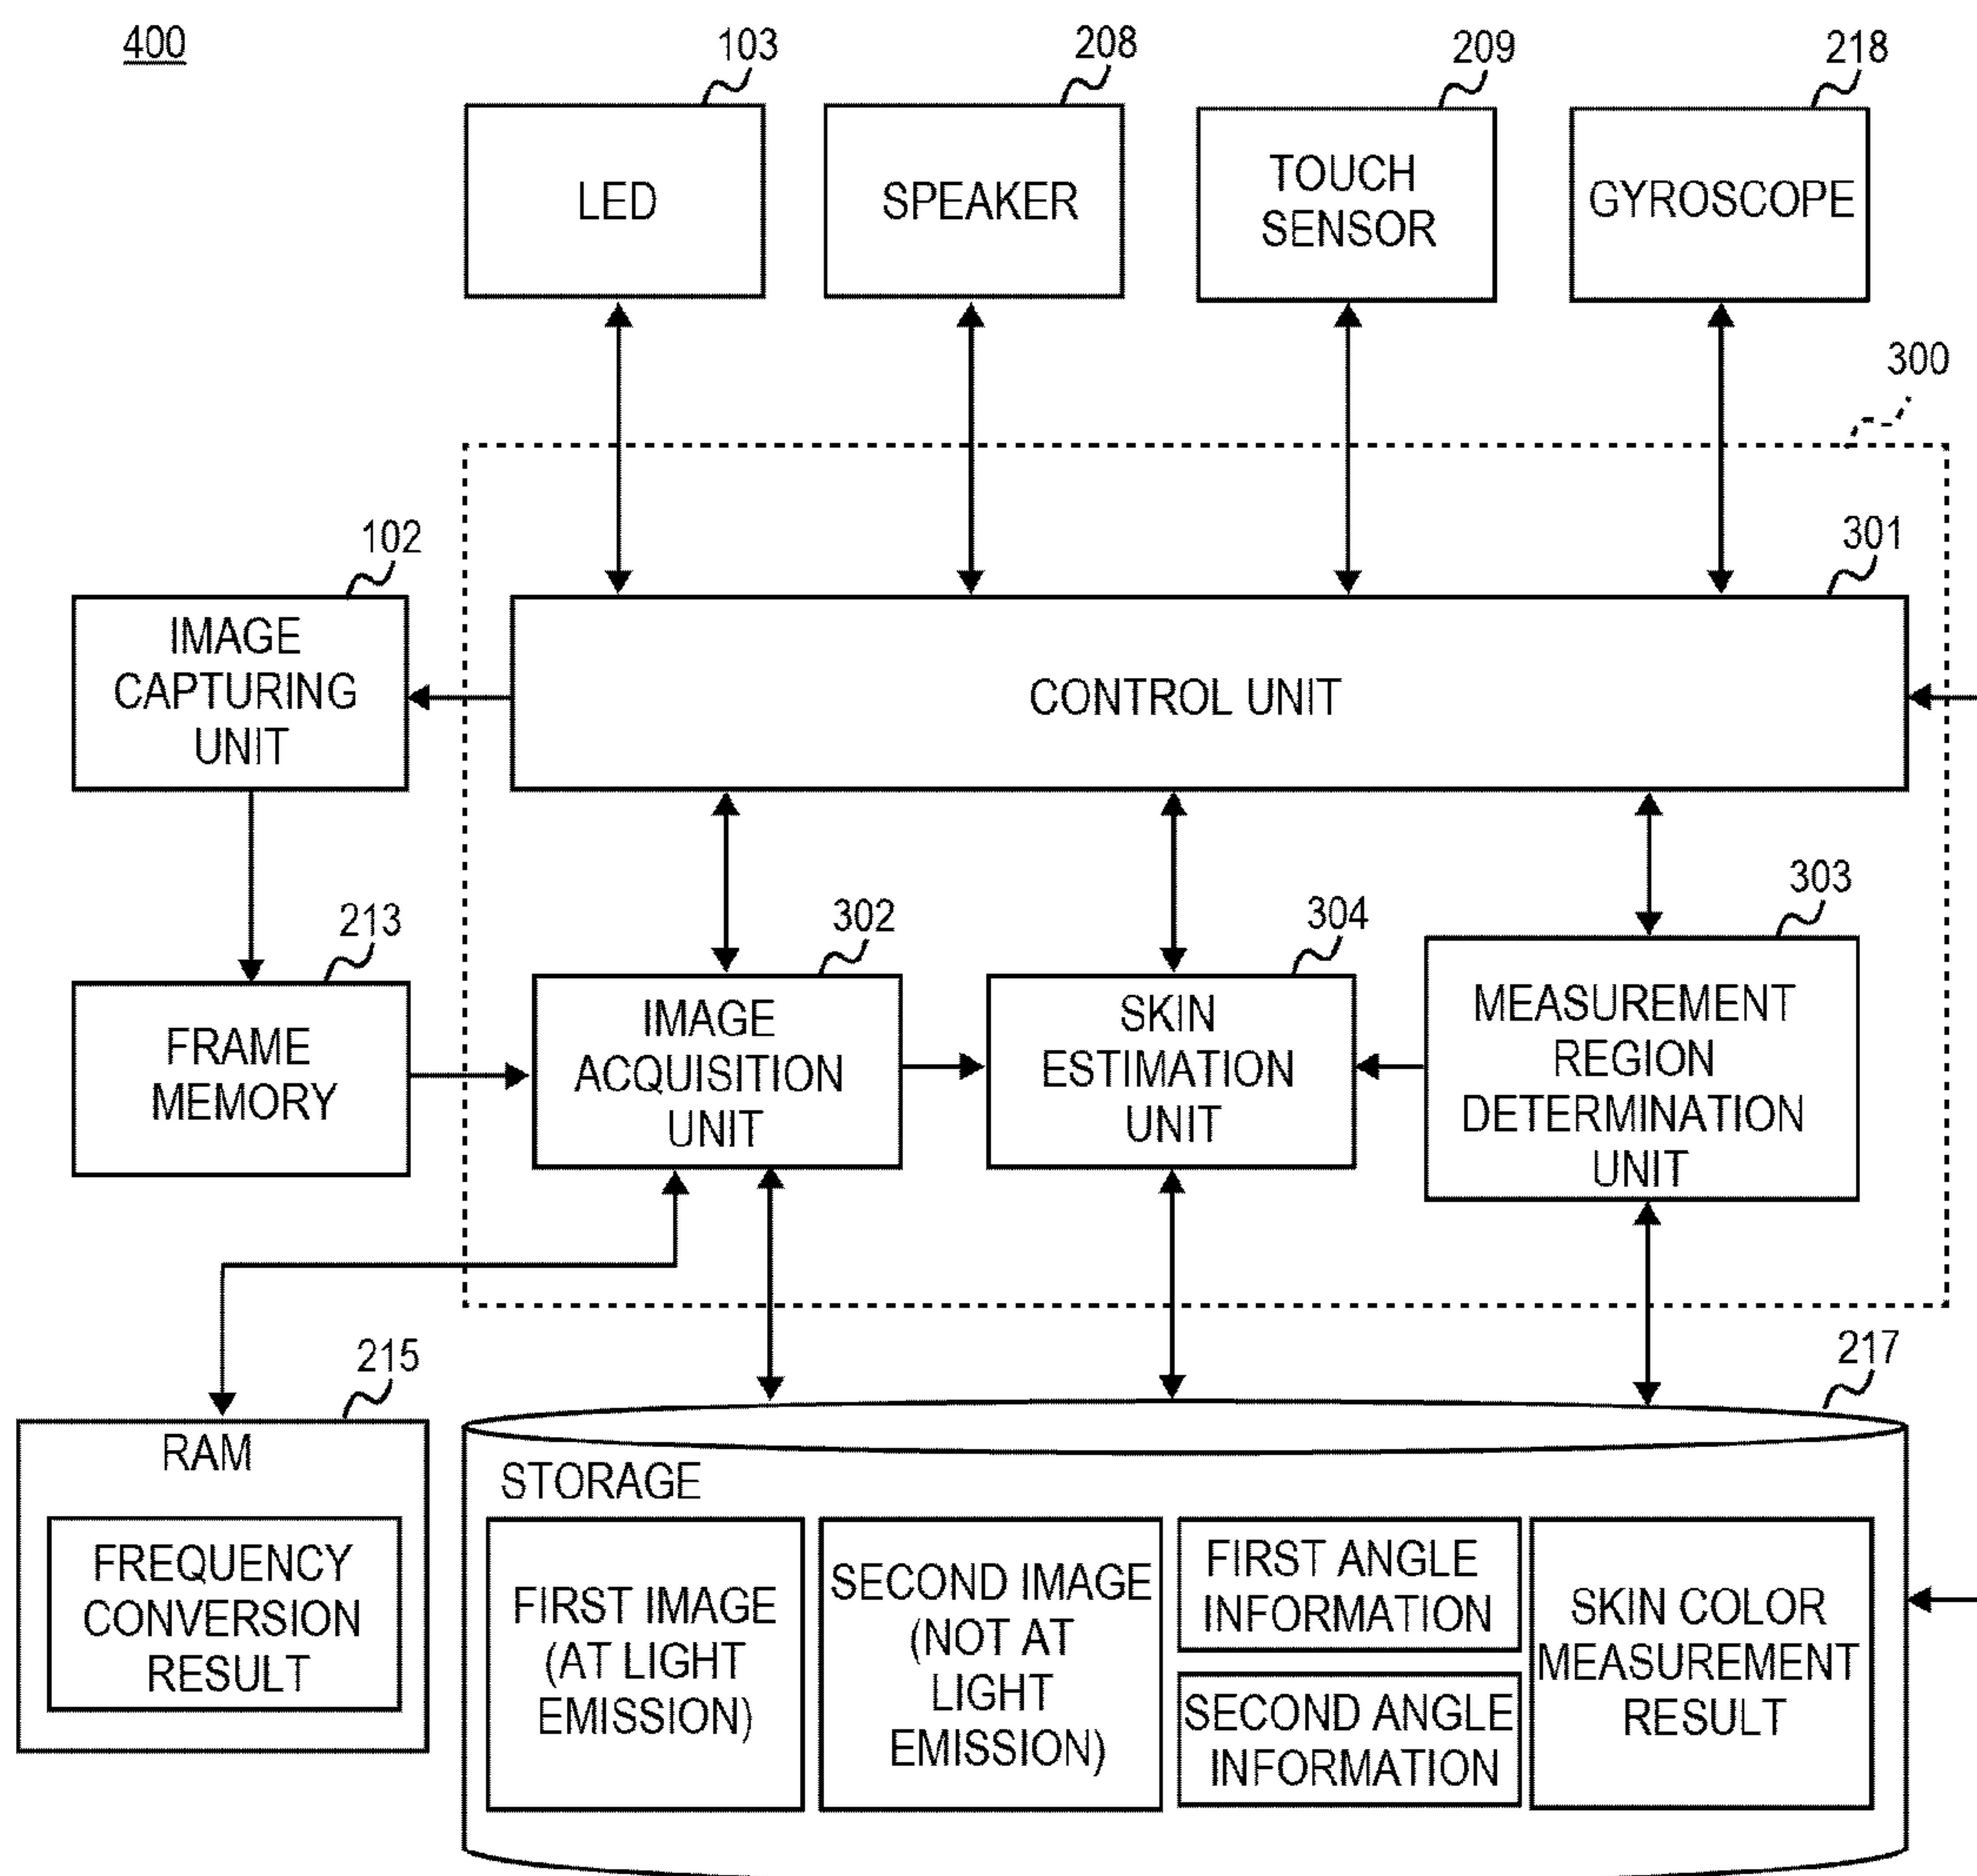 400
103
208
209
218
LED
SPEAKER
TOUCH
SENSOR
GYROSCOPE
300
102
301
IMAGE
CAPTURING
UNIT
CONTROL UNIT
213
302
304
303
FRAME
MEMORY
IMAGE
ACQUISITION
UNIT
SKIN
ESTIMATION
UNIT
MEASUREMENT
REGION
DETERMINATION
UNIT
215
217
RAM
FREQUENCY
CONVERSION
RESULT
STORAGE
FIRST IMAGE
(AT LIGHT
EMISSION)
SECOND IMAGE
(NOT AT
LIGHT
EMISSION)
FIRST ANGLE
INFORMATION
SECOND ANGLE
INFORMATION
SKIN COLOR
MEASUREMENT
RESULT